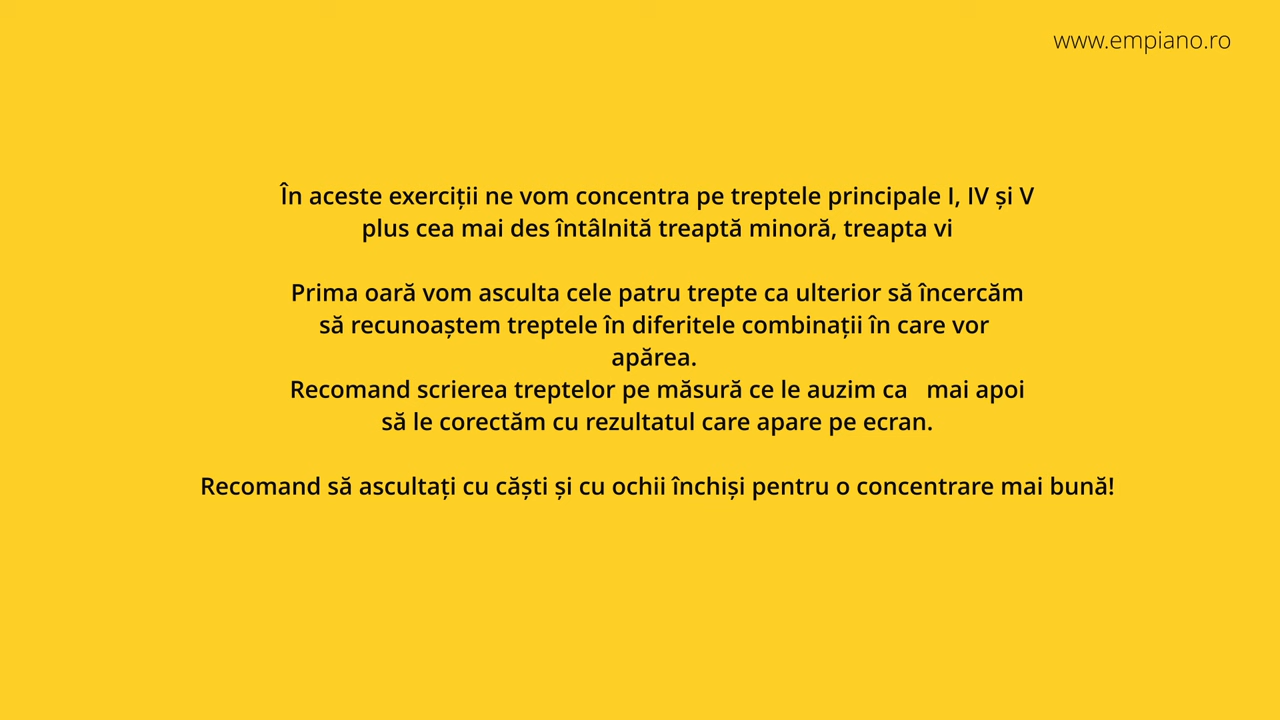 www.empiano.ro
În aceste exerciții ne vom concentra pe treptele principale I, IV și V
plus cea mai des întâlnită treaptă minoră, treapta vi
Prima oară vom asculta cele patru trepte ca ulterior să încercăm
să recunoaștem treptele în diferitele combinații în care vor
apărea.
Recomand scrierea treptelor pe măsură ce le auzim ca   mai apoi
să le corectăm cu rezultatul care apare pe ecran.
Recomand să ascultați cu căști și cu ochii închiși pentru o concentrare mai bună!